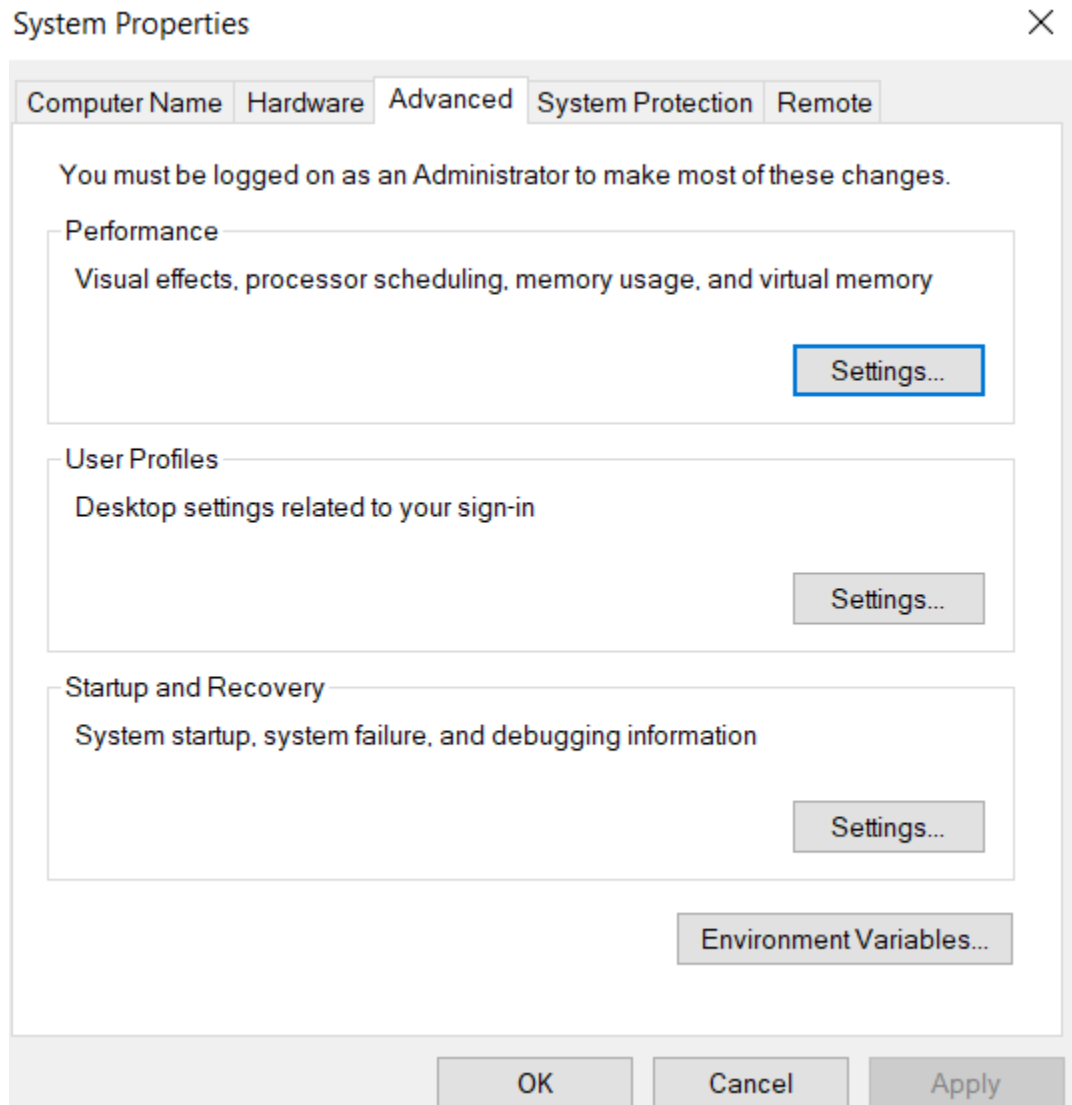 System Properties
Computer Name Hardware Advanced System Protection Remote
You must be logged on as an Administrator to make most of these changes.
Performance
Visual effects, processor scheduling, memory usage, and virtual memory
Settings...
User Profiles
Desktop settings related to your sign-in
Settings...
Startup and Recovery
System startup, system failure, and debugging information
Settings...
Environment Variables...
OK Cancel Apply